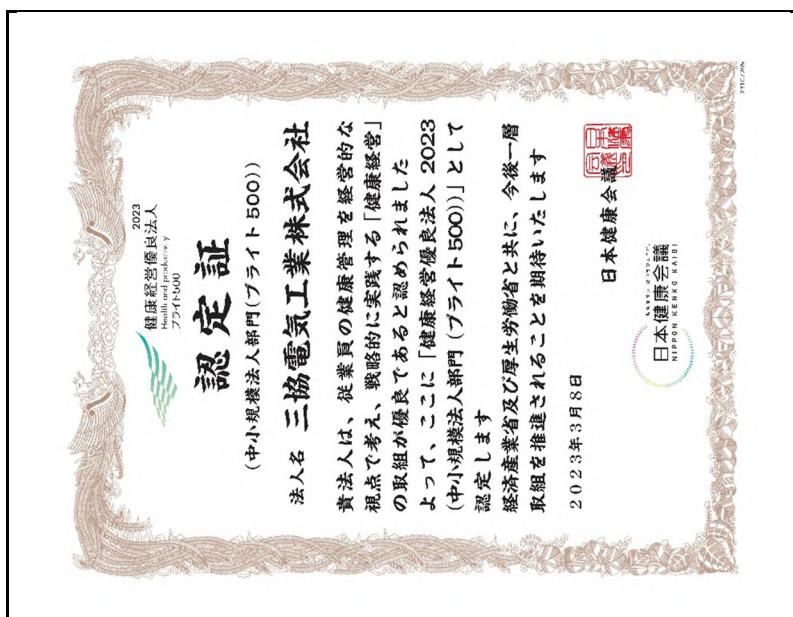 2023
健康経営優良法人
Health and productivity
ブライト500
認定証
(中小規模法人部門(ブライト500))
法人名 三協電気工業株式会社
貴法人は、従業員の健康管理を経営的な
視点で考え、戦略的に実践する「健康経営」
の取組が優良であると認められました
よって、ここに「健康経営優良法人 2023
(中小規模法人部門(ブライト500))」として
認定します
経済産業省及び厚生労働省と共に、今後一層
取組を推進されることを期待いたします
2023年3月8日
日本健康会議
日本健康会議
NIPPON KENKO KAIGI